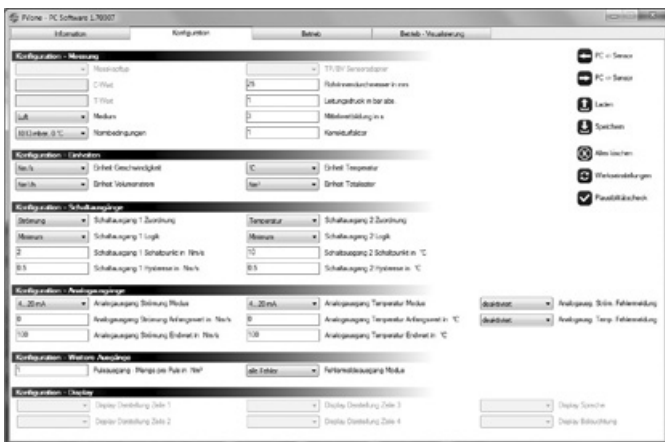 FVone - PC Software 1.70307
Information Konfiguration Betrieb Betrieb - Visualisierung
Konfiguration - Messung
Messkopftyp TP/BV Sensoradapter
C-Wert 25 Rohrinnendurchmesser in mm
T-Wert 1 Leitungsdruck in bar abs.
Luft Medium 3 Mittelwertbildung in s
1013 mbar, 0 °C Normbedingungen 1 Korrekturfaktor
Konfiguration - Einheiten
Nm/s Einheit Geschwindigkeit °C Einheit Temperatur
Nm³/h Einheit Volumenstrom Nm³ Einheit Totalisator
Konfiguration - Schaltausgänge
Strömung Schaltausgang 1 Zuordnung Temperatur Schaltausgang 2 Zuordnung
Minimum Schaltausgang 1 Logik Minimum Schaltausgang 2 Logik
2 Schaltausgang 1 Schaltpunkt in Nm/s 10 Schaltausgang 2 Schaltpunkt in °C
0.5 Schaltausgang 1 Hysterese in Nm/s 0.5 Schaltausgang 2 Hysterese in °C
Konfiguration - Analogausgänge
4...20 mA Analogausgang Strömung Modus 4...20 mA Analogausgang Temperatur Modus deaktiviert Analogausg. Ström. Fehlermeldung
0 Analogausgang Strömung Anfangswert in Nm/s 0 Analogausgang Temperatur Anfangswert in °C deaktiviert Analogausg. Temp. Fehlermeldung
100 Analogausgang Strömung Endwert in Nm/s 100 Analogausgang Temperatur Endwert in °C
Konfiguration - Weitere Ausgänge
1 Pulsausgang : Menge pro Puls in Nm³ alle Fehler Fehlermeldeausgang Modus
Konfiguration - Display
Display Darstellung Zeile 1 Display Darstellung Zeile 3 Display Sprache
Display Darstellung Zeile 2 Display Darstellung Zeile 4 Display Beleuchtung
PC <- Sensor
PC -> Sensor
Laden
Speichern
Alles löschen
Werkseinstellungen
Plausibilitätscheck